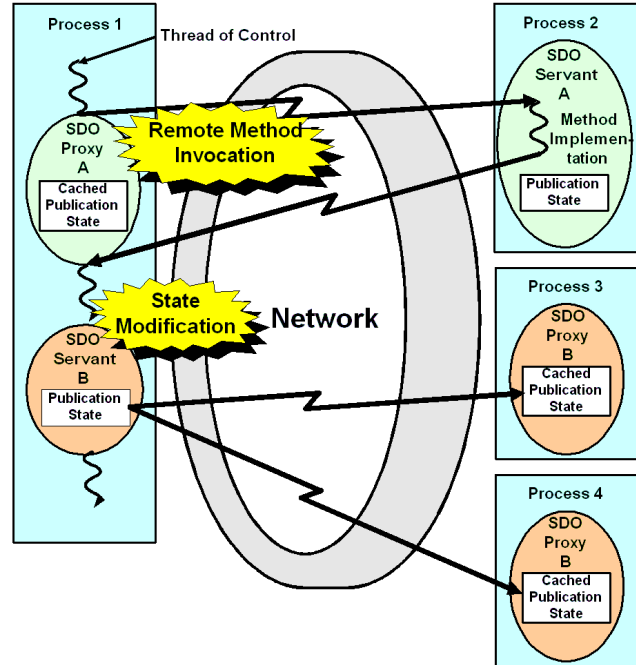 Process 1
Thread of Control
SDO
Proxy
A
Cached
Publication
State
Remote Method
Invocation
State
Modification
SDO
Servant
B
Publication
State
Network
Process 2
SDO
Servant
A
Method
Implemen-
tation
Publication
State
Process 3
SDO
Proxy
B
Cached
Publication
State
Process 4
SDO
Proxy
B
Cached
Publication
State